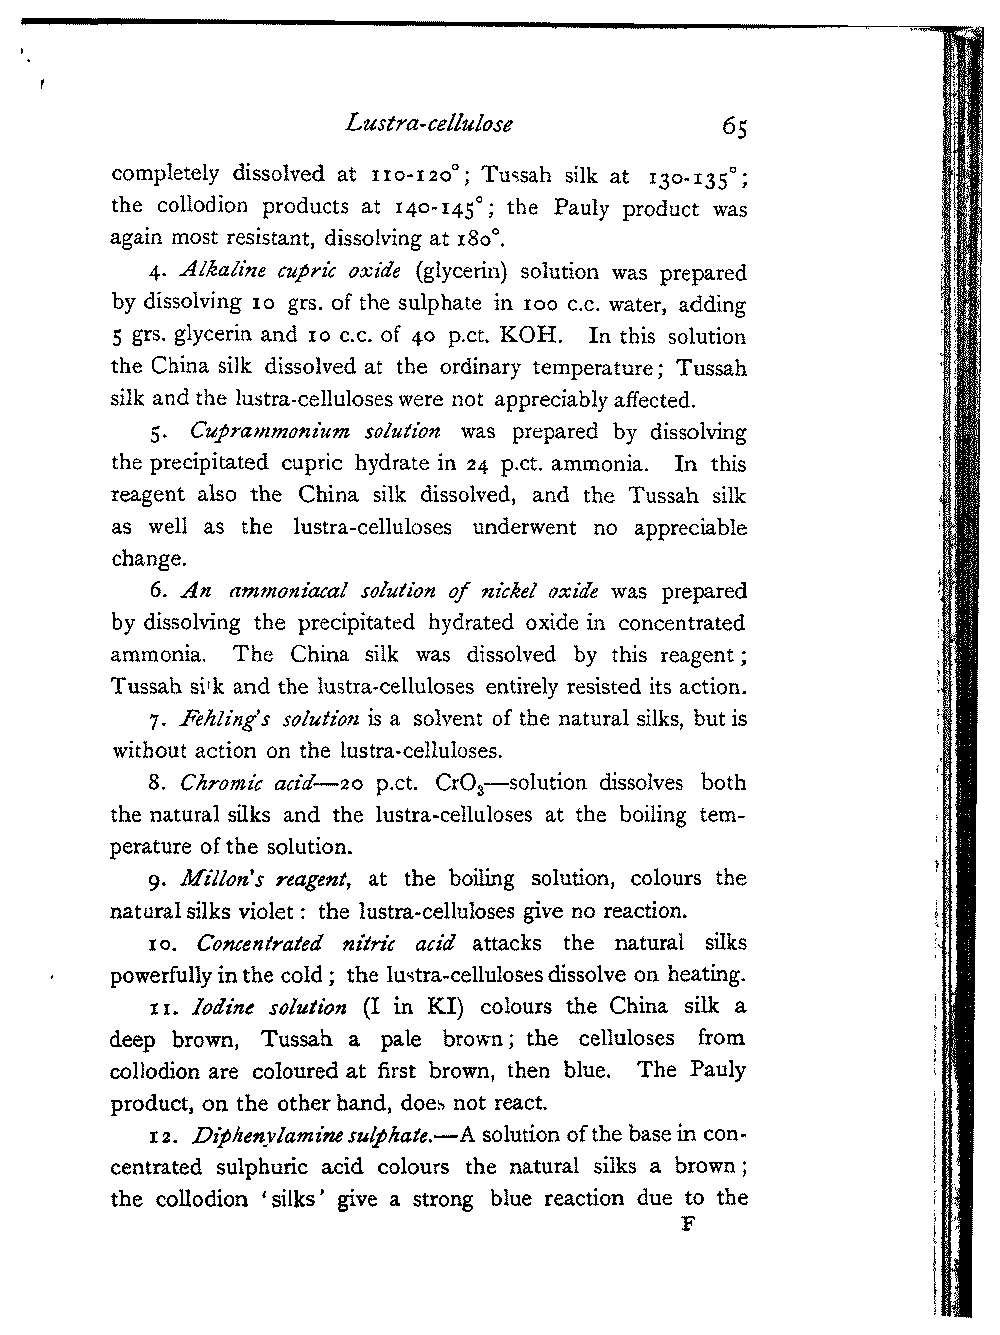 Lustra-cellulose 65
completely dissolved at 110-120°; Tussah silk at 130-135°;
the collodion products at 140-145°; the Pauly product was
again most resistant, dissolving at 180°.
4. Alkaline cupric oxide (glycerin) solution was prepared
by dissolving 10 grs. of the sulphate in 100 c.c. water, adding
5 grs. glycerin and 10 c.c. of 40 p.ct. KOH. In this solution
the China silk dissolved at the ordinary temperature; Tussah
silk and the lustra-celluloses were not appreciably affected.
5. Cuprammonium solution was prepared by dissolving
the precipitated cupric hydrate in 24 p.ct. ammonia. In this
reagent also the China silk dissolved, and the Tussah silk
as well as the lustra-celluloses underwent no appreciable
change.
6. An ammoniacal solution of nickel oxide was prepared
by dissolving the precipitated hydrated oxide in concentrated
ammonia. The China silk was dissolved by this reagent;
Tussah silk and the lustra-celluloses entirely resisted its action.
7. Fehling's solution is a solvent of the natural silks, but is
without action on the lustra-celluloses.
8. Chromic acid—20 p.ct. CrO₃—solution dissolves both
the natural silks and the lustra-celluloses at the boiling tem-
perature of the solution.
9. Millon's reagent, at the boiling solution, colours the
natural silks violet: the lustra-celluloses give no reaction.
10. Concentrated nitric acid attacks the natural silks
powerfully in the cold; the lustra-celluloses dissolve on heating.
11. Iodine solution (I in KI) colours the China silk a
deep brown, Tussah a pale brown; the celluloses from
collodion are coloured at first brown, then blue. The Pauly
product, on the other hand, does not react.
12. Diphenylamine sulphate.—A solution of the base in con-
centrated sulphuric acid colours the natural silks a brown;
the collodion 'silks' give a strong blue reaction due to the
F